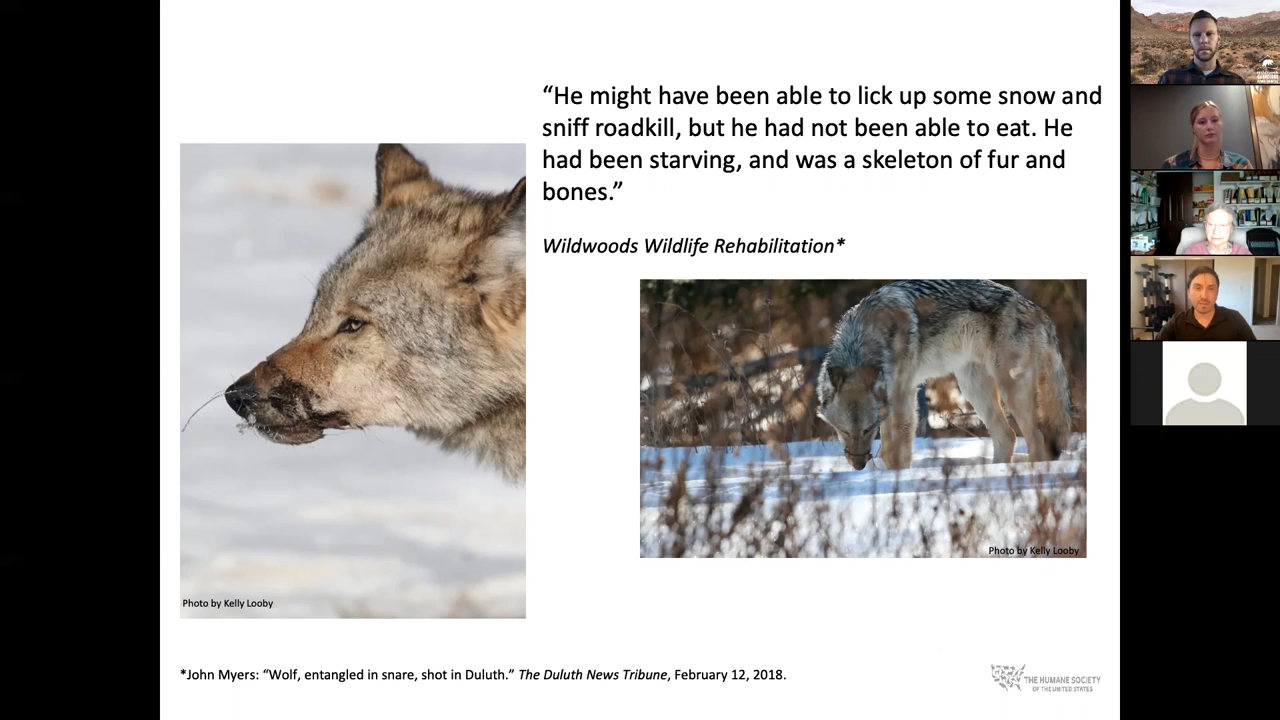 “He might have been able to lick up some snow and
sniff roadkill, but he had not been able to eat. He
had been starving, and was a skeleton of fur and
bones.”
Wildwoods Wildlife Rehabilitation*
Photo by Kelly Looby
Photo by Kelly Looby
*John Myers: “Wolf, entangled in snare, shot in Duluth.” The Duluth News Tribune, February 12, 2018.
THE HUMANE SOCIETY
OF THE UNITED STATES